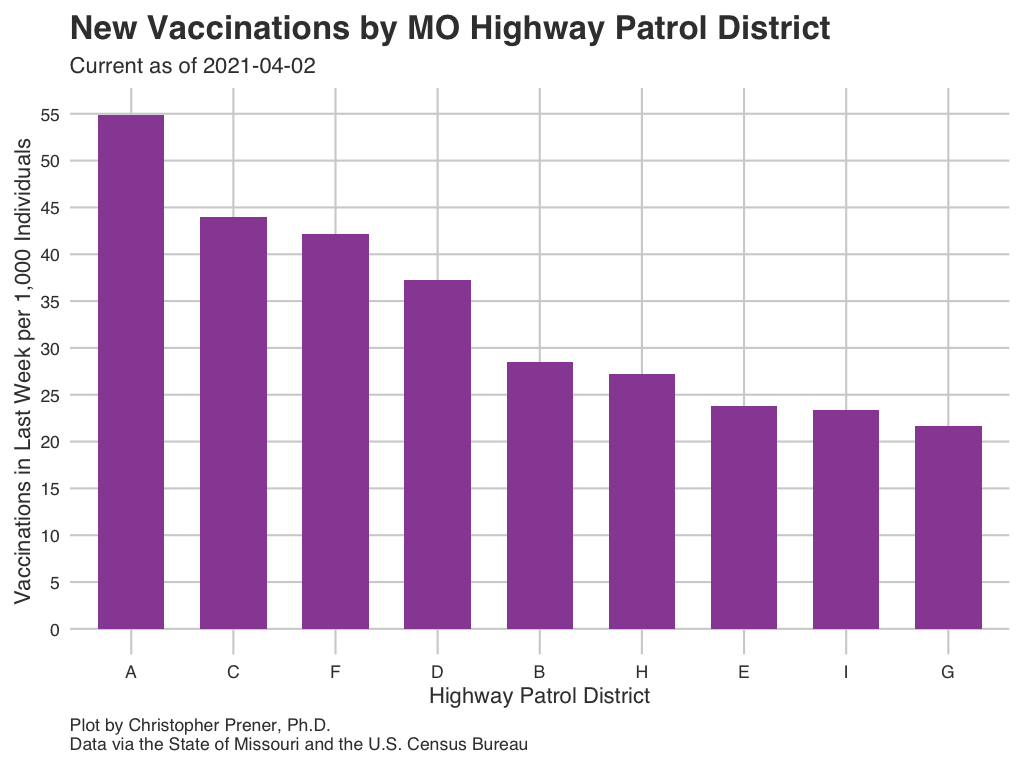 New Vaccinations by MO Highway Patrol District
Current as of 2021-04-02
Vaccinations in Last Week per 1,000 Individuals
55
50
45
40
35
30
25
20
15
10
5
0
A C F D B H E I G
Highway Patrol District
Plot by Christopher Prener, Ph.D.
Data via the State of Missouri and the U.S. Census Bureau